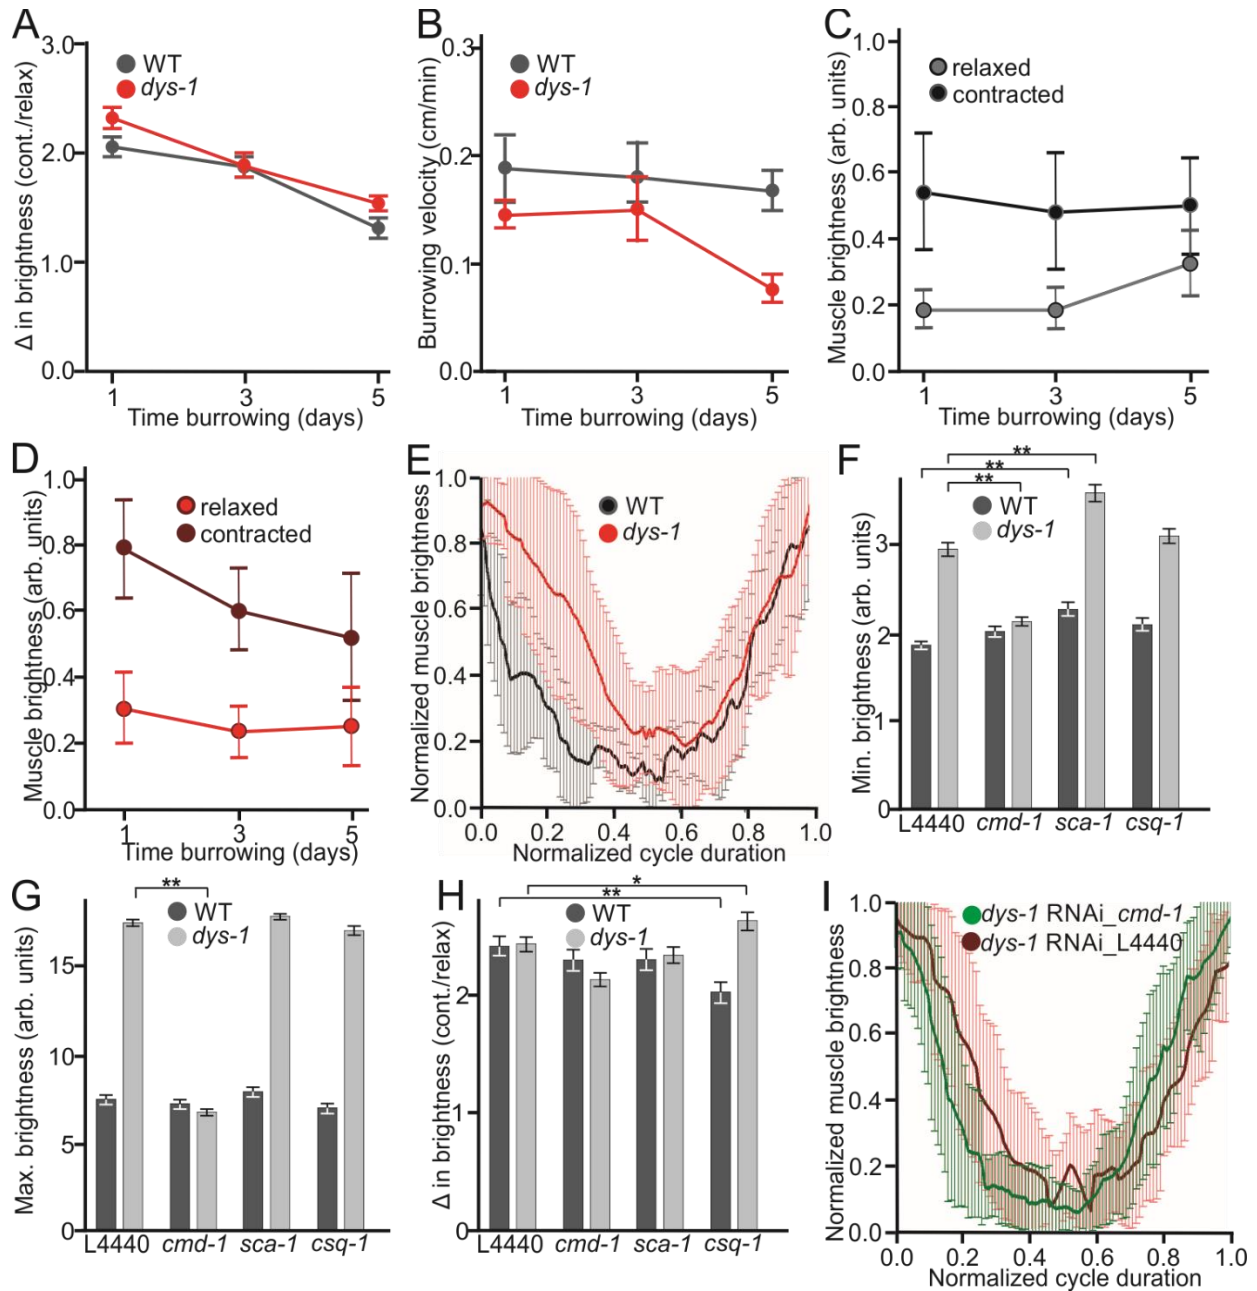 A
Δ in brightness (cont./relax)
3.0
2.0
1.0
0.0
WT
dys-1
1 3 5
Time burrowing (days)
B
Burrowing velocity (cm/min)
0.3
0.2
0.1
0.0
WT
dys-1
1 3 5
Time burrowing (days)
C
Muscle brightness (arb. units)
1.0
0.8
0.6
0.4
0.2
0.0
relaxed
contracted
1 3 5
Time burrowing (days)
D
Muscle brightness (arb. units)
1.0
0.8
0.6
0.4
0.2
0.0
relaxed
contracted
1 3 5
Time burrowing (days)
E
Normalized muscle brightness
1.0
0.8
0.6
0.4
0.2
0.0
WT
dys-1
0.0 0.2 0.4 0.6 0.8 1.0
Normalized cycle duration
F
Min. brightness (arb. units)
3
2
1
0
**
**
**
WT
dys-1
L4440 cmd-1 sca-1 csq-1
G
Max. brightness (arb. units)
15
10
5
0
**
WT
dys-1
L4440 cmd-1 sca-1 csq-1
H
Δ in brightness (cont./relax)
2
1
0
*
**
WT
dys-1
L4440 cmd-1 sca-1 csq-1
I
Normalized muscle brightness
1.0
0.8
0.6
0.4
0.2
0.0
dys-1 RNAi_cmd-1
dys-1 RNAi_L4440
0.0 0.2 0.4 0.6 0.8 1.0
Normalized cycle duration